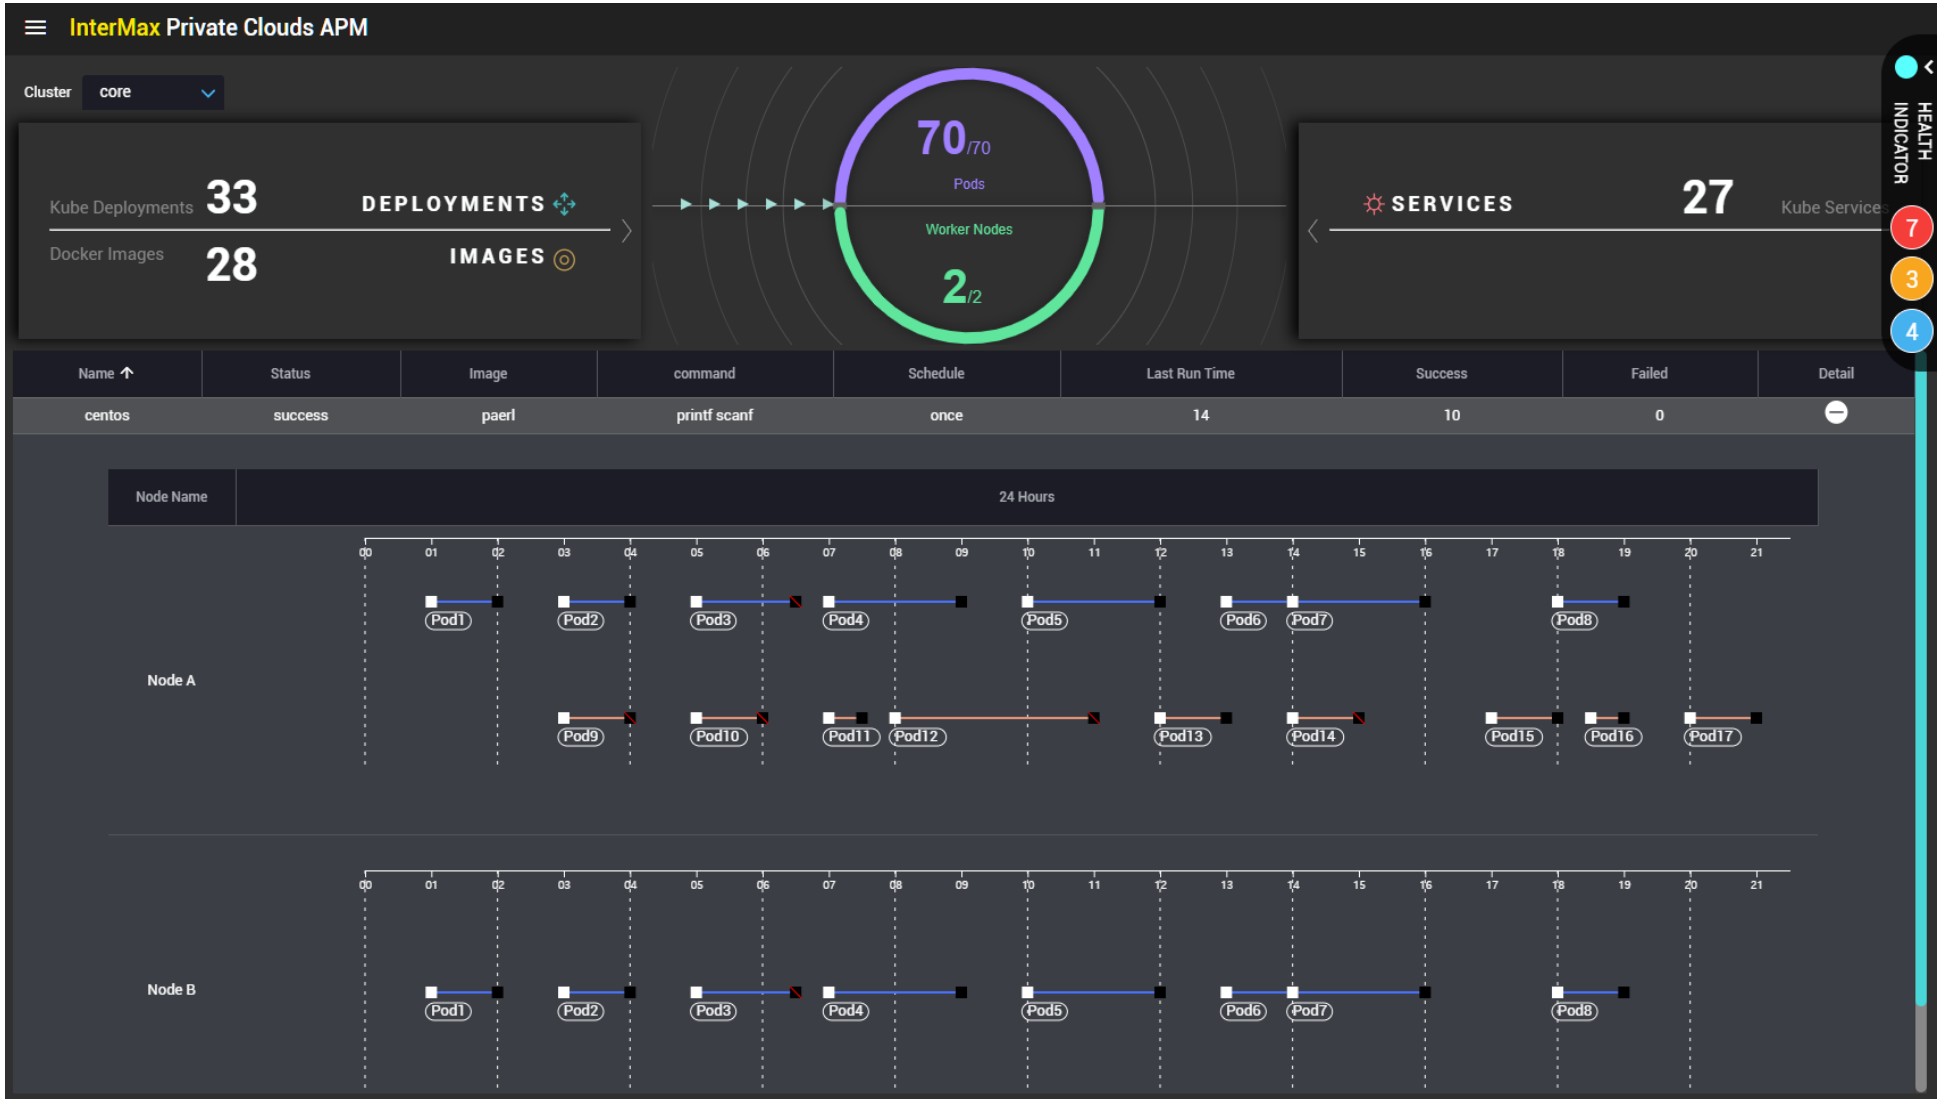 InterMax Private Clouds APM
Cluster core
HEALTH
INDICATOR
7
3
4
Kube Deployments 33 DEPLOYMENTS
Docker Images 28 IMAGES
70/70
Pods
Worker Nodes
2/2
SERVICES 27 Kube Services
Name Status Image command Schedule Last Run Time Success Failed Detail
centos success paerl printf scanf once 14 10 0
Node Name 24 Hours
00 01 02 03 04 05 06 07 08 09 10 11 12 13 14 15 16 17 18 19 20 21
Pod1 Pod2 Pod3 Pod4 Pod5 Pod6 Pod7 Pod8
Node A
Pod9 Pod10 Pod11 Pod12 Pod13 Pod14 Pod15 Pod16 Pod17
00 01 02 03 04 05 06 07 08 09 10 11 12 13 14 15 16 17 18 19 20 21
Node B
Pod1 Pod2 Pod3 Pod4 Pod5 Pod6 Pod7 Pod8